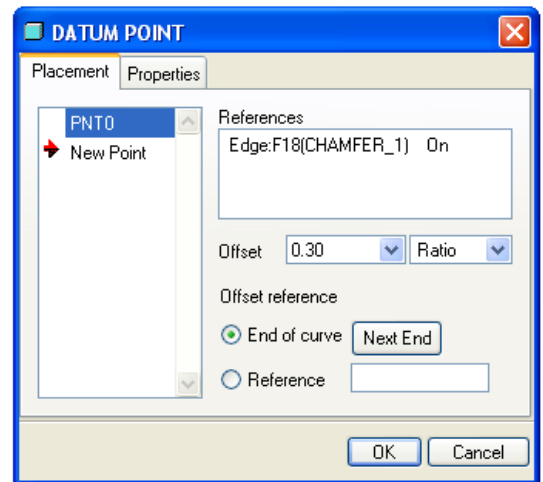 DATUM POINT
Placement Properties
PNT0
New Point
References
Edge:F18(CHAMFER_1) On
Offset 0.30 Ratio
Offset reference
End of curve Next End
Reference
OK Cancel